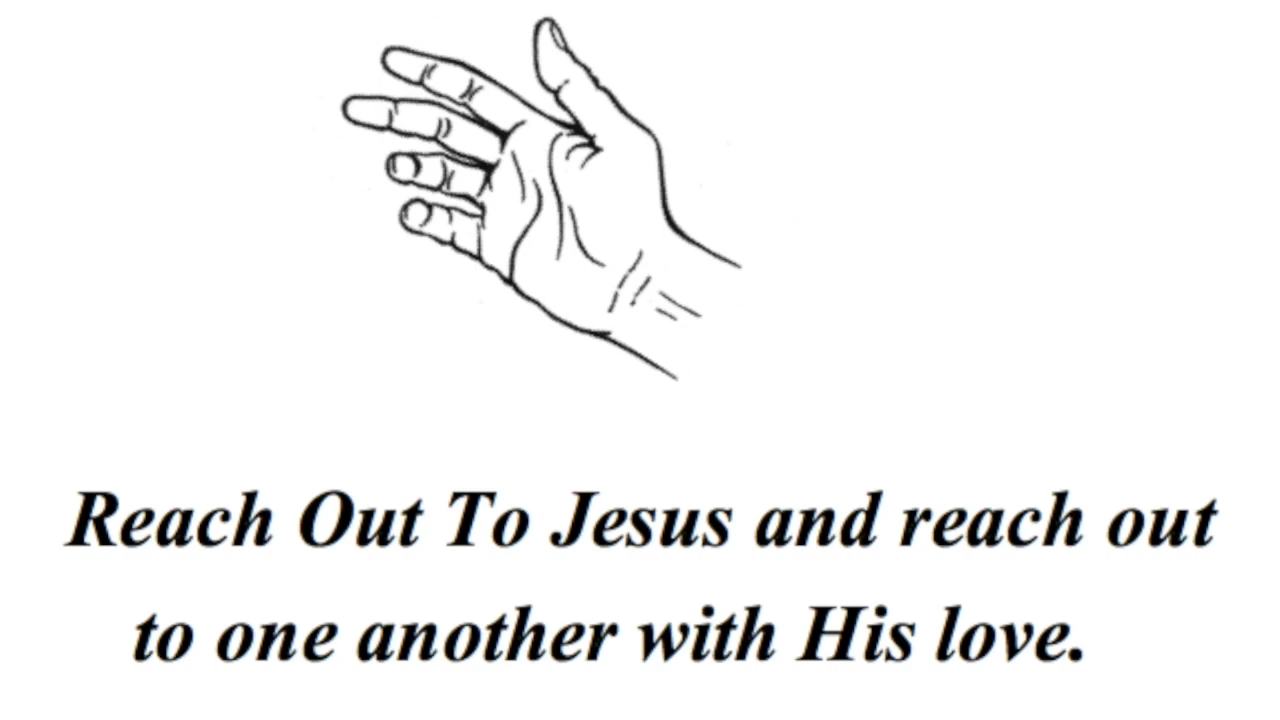 Reach Out To Jesus and reach out
to one another with His love.